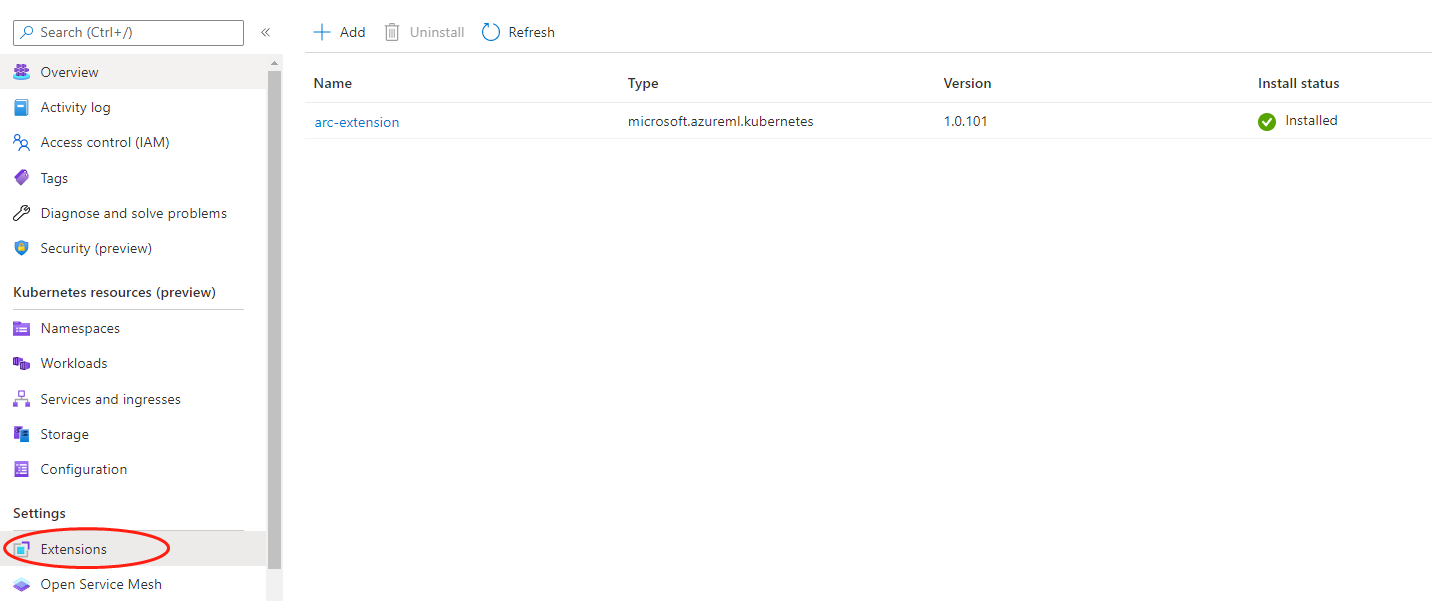 Search (Ctrl+/)
«
Overview
Activity log
Access control (IAM)
Tags
Diagnose and solve problems
Security (preview)
Kubernetes resources (preview)
Namespaces
Workloads
Services and ingresses
Storage
Configuration
Settings
Extensions
Open Service Mesh
Add Uninstall Refresh
Name Type Version Install status
arc-extension microsoft.azureml.kubernetes 1.0.101 Installed